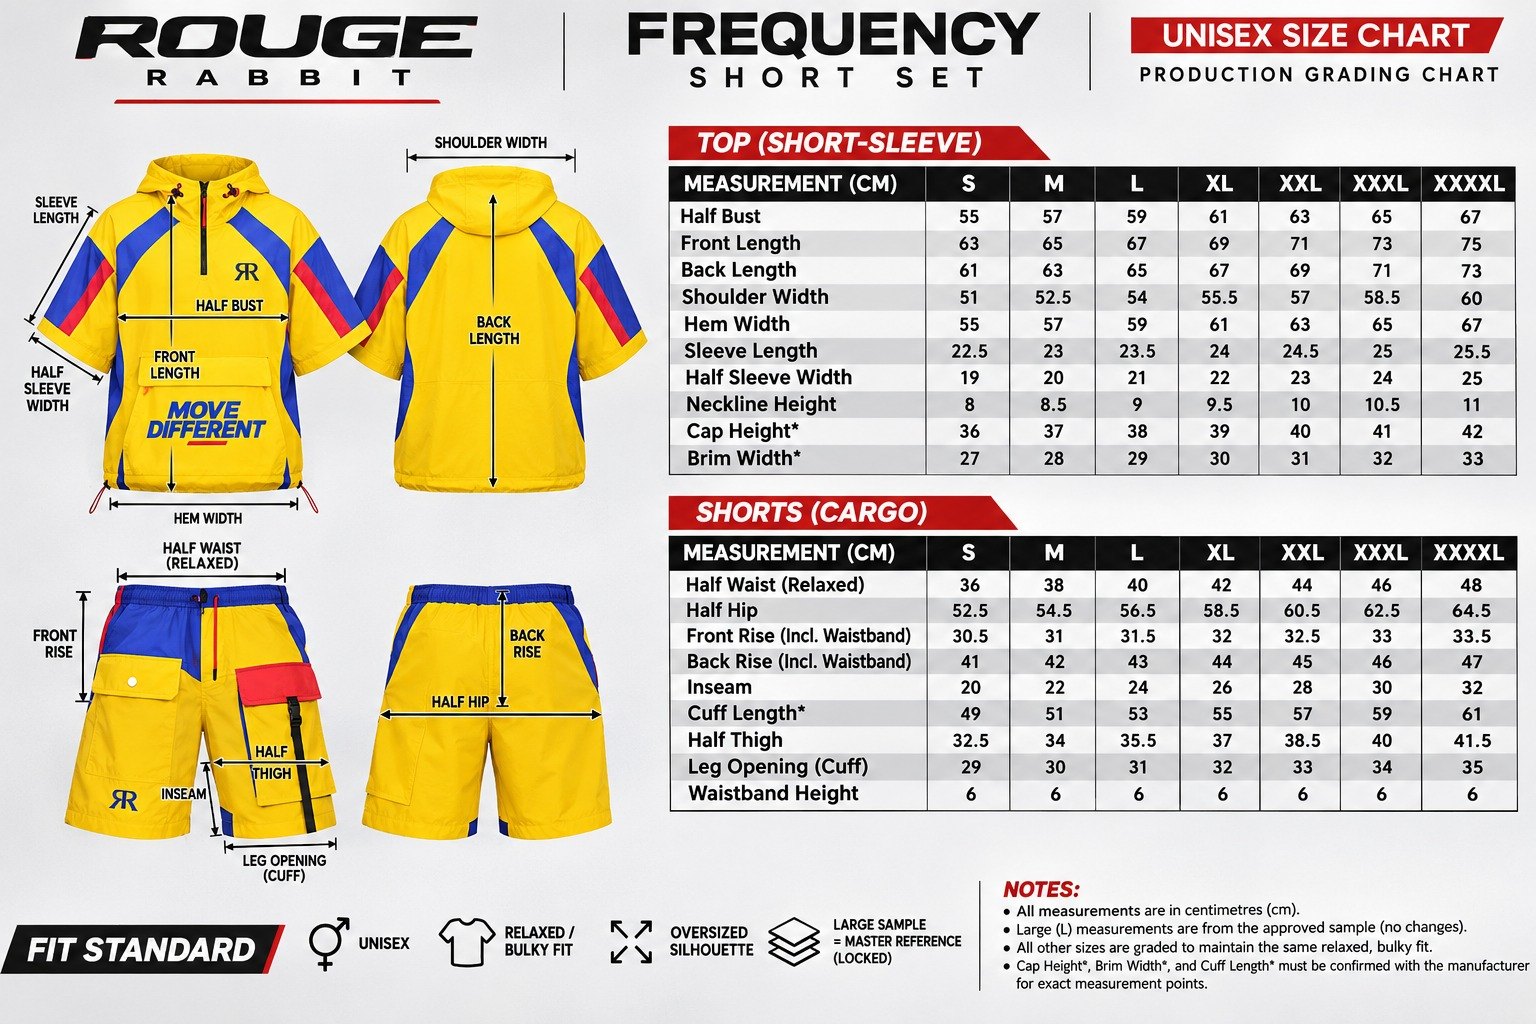 ROUGE
RABBIT
FREQUENCY
SHORT SET
UNISEX SIZE CHART
PRODUCTION GRADING CHART
SHOULDER WIDTH
SLEEVE
LENGTH
HALF BUST
BACK
LENGTH
FRONT
LENGTH
HALF
SLEEVE
WIDTH
MOVE
DIFFERENT
HEM WIDTH
TOP (SHORT-SLEEVE)
MEASUREMENT (CM) S M L XL XXL XXXL XXXXL
Half Bust 55 57 59 61 63 65 67
Front Length 63 65 67 69 71 73 75
Back Length 61 63 65 67 69 71 73
Shoulder Width 51 52.5 54 55.5 57 58.5 60
Hem Width 55 57 59 61 63 65 67
Sleeve Length 22.5 23 23.5 24 24.5 25 25.5
Half Sleeve Width 19 20 21 22 23 24 25
Neckline Height 8 8.5 9 9.5 10 10.5 11
Cap Height* 36 37 38 39 40 41 42
Brim Width* 27 28 29 30 31 32 33
HALF WAIST
(RELAXED)
FRONT
RISE
BACK
RISE
HALF HIP
HALF
THIGH
INSEAM
LEG OPENING
(CUFF)
SHORTS (CARGO)
MEASUREMENT (CM) S M L XL XXL XXXL XXXXL
Half Waist (Relaxed) 36 38 40 42 44 46 48
Half Hip 52.5 54.5 56.5 58.5 60.5 62.5 64.5
Front Rise (Incl. Waistband) 30.5 31 31.5 32 32.5 33 33.5
Back Rise (Incl. Waistband) 41 42 43 44 45 46 47
Inseam 20 22 24 26 28 30 32
Cuff Length* 49 51 53 55 57 59 61
Half Thigh 32.5 34 35.5 37 38.5 40 41.5
Leg Opening (Cuff) 29 30 31 32 33 34 35
Waistband Height 6 6 6 6 6 6 6
FIT STANDARD
UNISEX
RELAXED /
BULKY FIT
OVERSIZED
SILHOUETTE
LARGE SAMPLE
= MASTER REFERENCE
(LOCKED)
NOTES:
• All measurements are in centimetres (cm).
• Large (L) measurements are from the approved sample (no changes).
• All other sizes are graded to maintain the same relaxed, bulky fit.
• Cap Height*, Brim Width*, and Cuff Length* must be confirmed with the manufacturer
for exact measurement points.